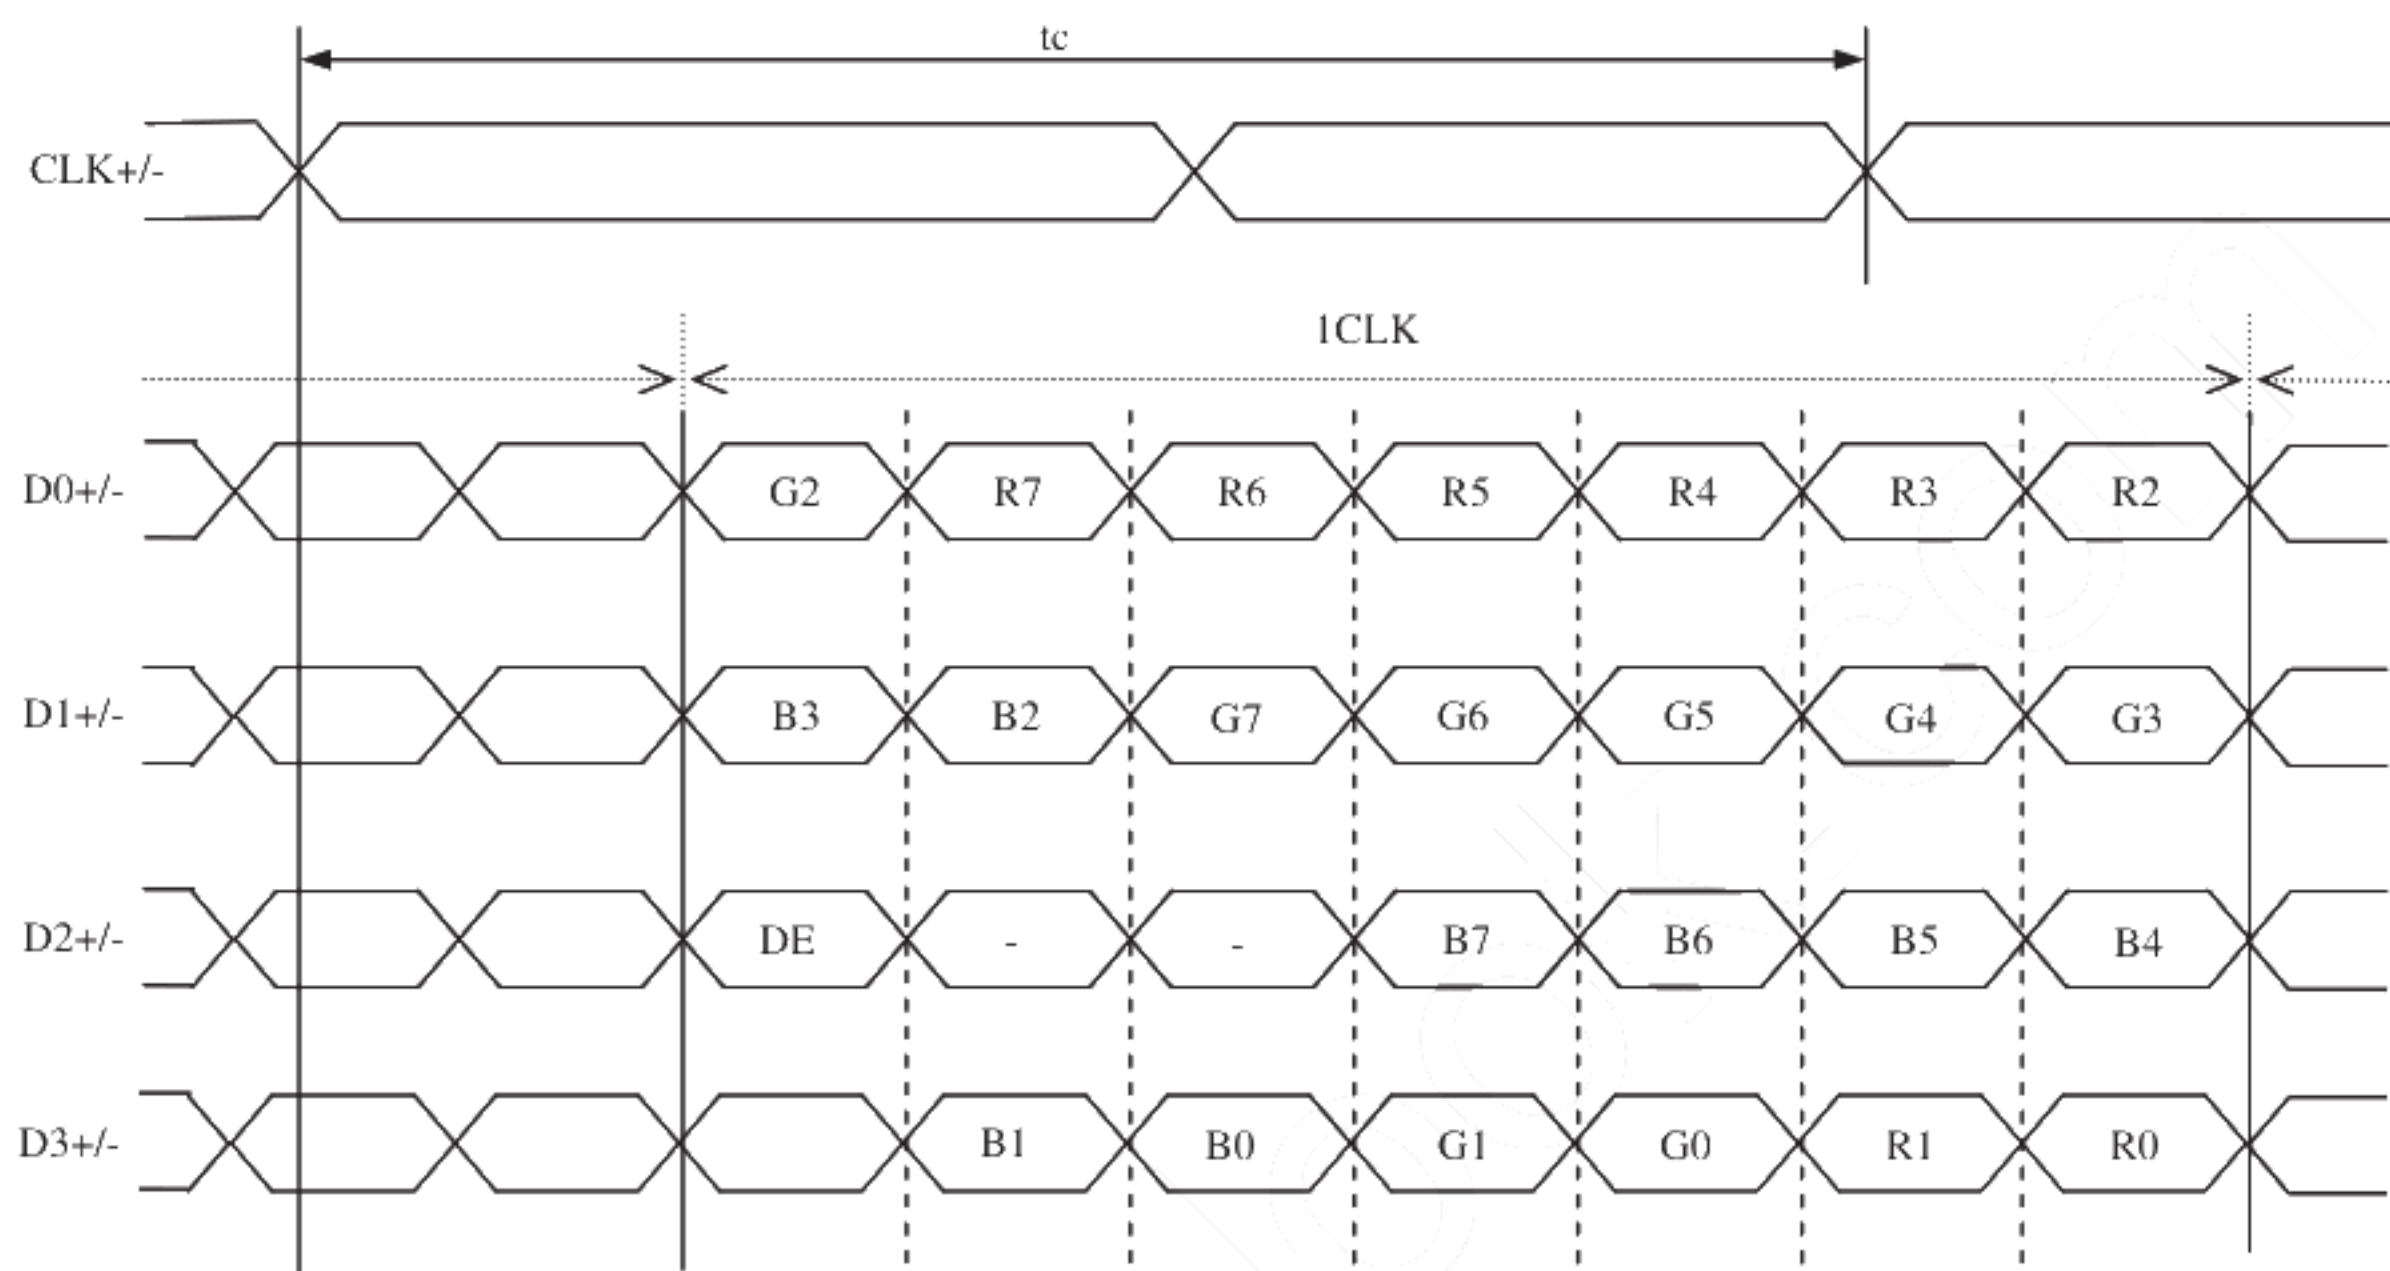 tc
CLK+/-
1CLK
D0+/- G2 R7 R6 R5 R4 R3 R2
D1+/- B3 B2 G7 G6 G5 G4 G3
D2+/- DE - - B7 B6 B5 B4
D3+/- B1 B0 G1 G0 R1 R0